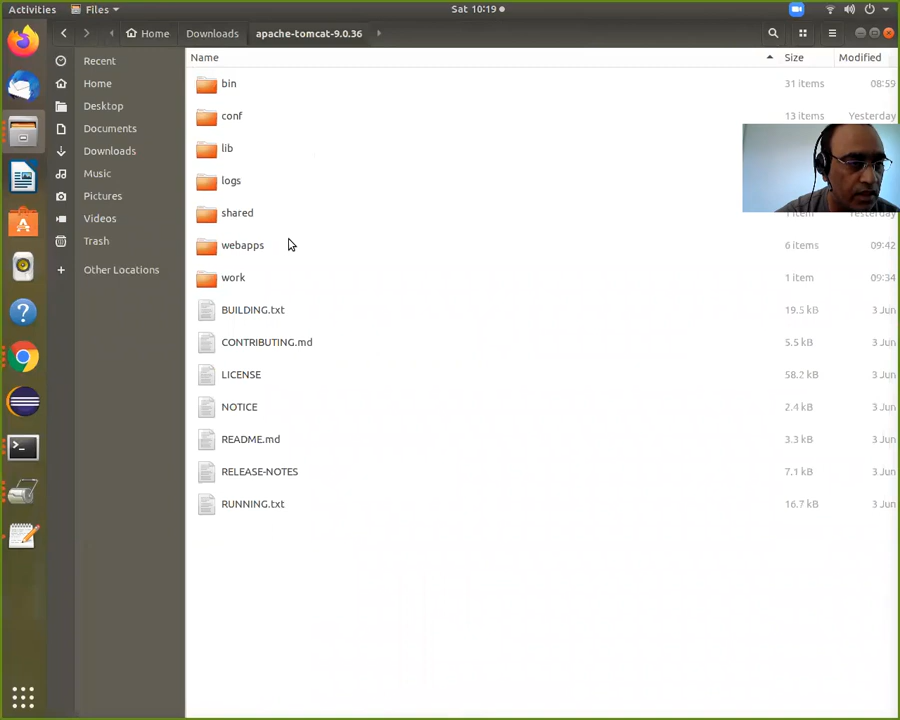 Activities Files Sat 10:19
Home Downloads apache-tomcat-9.0.36
Name Size Modified
Recent
Home
Desktop
Documents
Downloads
Music
Pictures
Videos
Trash
Other Locations
bin 31 items 08:59
conf 13 items Yesterday
lib
logs
shared 1 item Yesterday
webapps 6 items 09:42
work 1 item 09:34
BUILDING.txt 19.5 kB 3 Jun
CONTRIBUTING.md 5.5 kB 3 Jun
LICENSE 58.2 kB 3 Jun
NOTICE 2.4 kB 3 Jun
README.md 3.3 kB 3 Jun
RELEASE-NOTES 7.1 kB 3 Jun
RUNNING.txt 16.7 kB 3 Jun